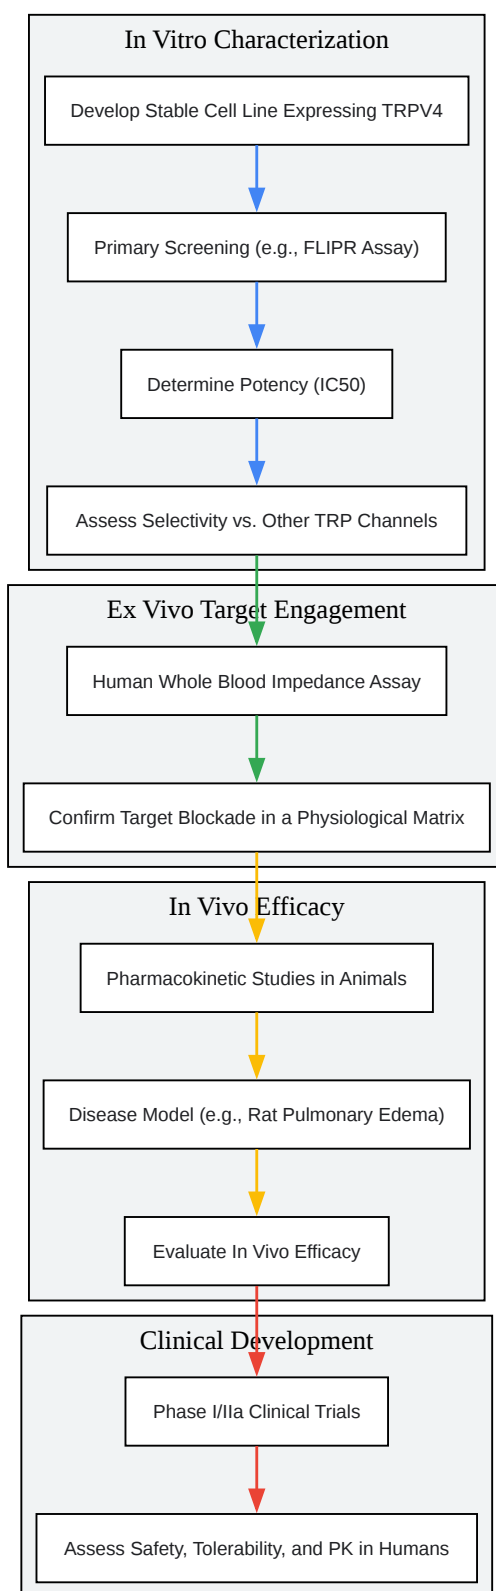 In Vitro Characterization
Develop Stable Cell Line Expressing TRPV4
Primary Screening (e.g., FLIPR Assay)
Determine Potency (IC50)
Assess Selectivity vs. Other TRP Channels
Ex Vivo Target Engagement
Human Whole Blood Impedance Assay
Confirm Target Blockade in a Physiological Matrix
In Vivo Efficacy
Pharmacokinetic Studies in Animals
Disease Model (e.g., Rat Pulmonary Edema)
Evaluate In Vivo Efficacy
Clinical Development
Phase I/IIa Clinical Trials
Assess Safety, Tolerability, and PK in Humans